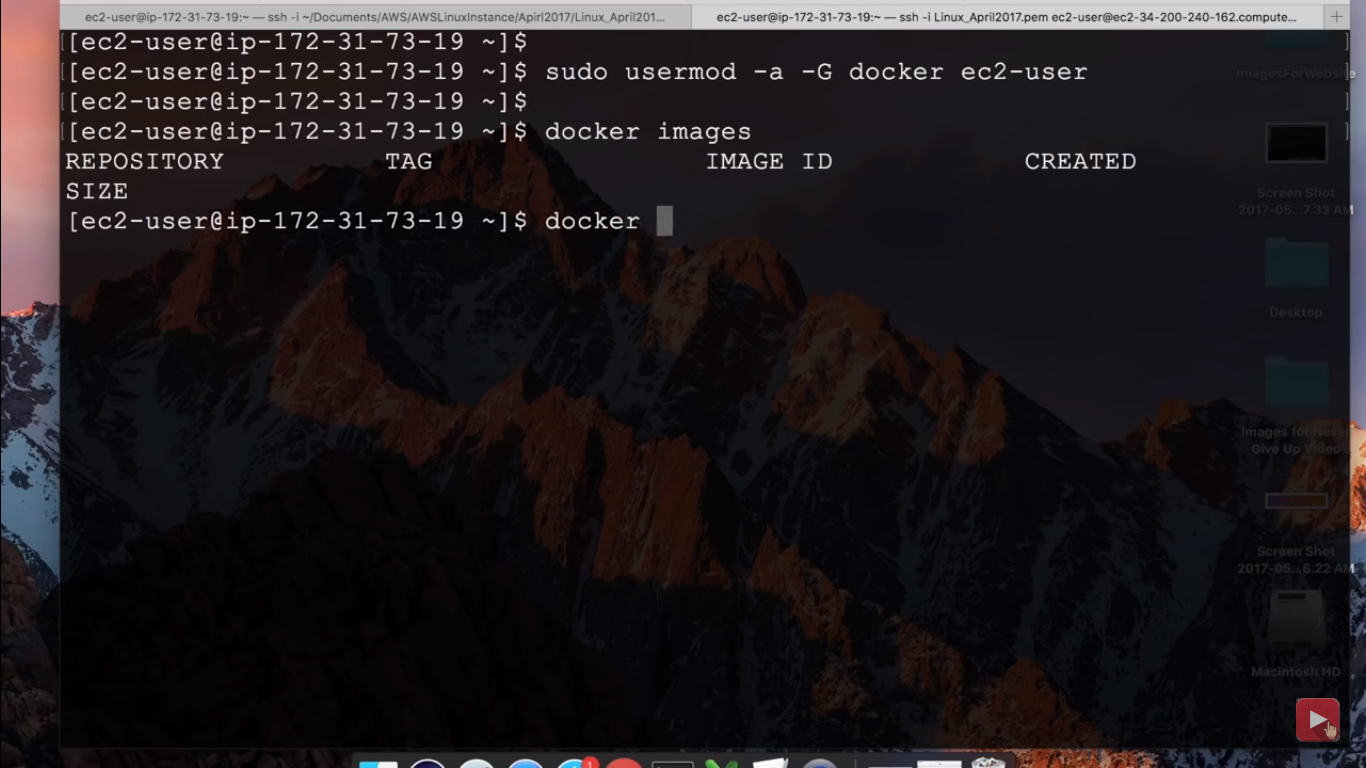 ec2-user@ip-172-31-73-19:~ — ssh -i ~/Documents/AWS/AWSLinuxInstance/Apirl2017/Linux_April201...
ec2-user@ip-172-31-73-19:~ — ssh -i Linux_April2017.pem ec2-user@ec2-34-200-240-162.compute...
[[ec2-user@ip-172-31-73-19 ~]$
[[ec2-user@ip-172-31-73-19 ~]$ sudo usermod -a -G docker ec2-user
[[ec2-user@ip-172-31-73-19 ~]$
[[ec2-user@ip-172-31-73-19 ~]$ docker images
REPOSITORY TAG IMAGE ID CREATED
SIZE
[ec2-user@ip-172-31-73-19 ~]$ docker
ImagesForWebsite
Screen Shot
2017-05...7.33 AM
Desktop
Images for Never
Give Up Video
Screen Shot
2017-05...6.22 AM
Macintosh HD
1